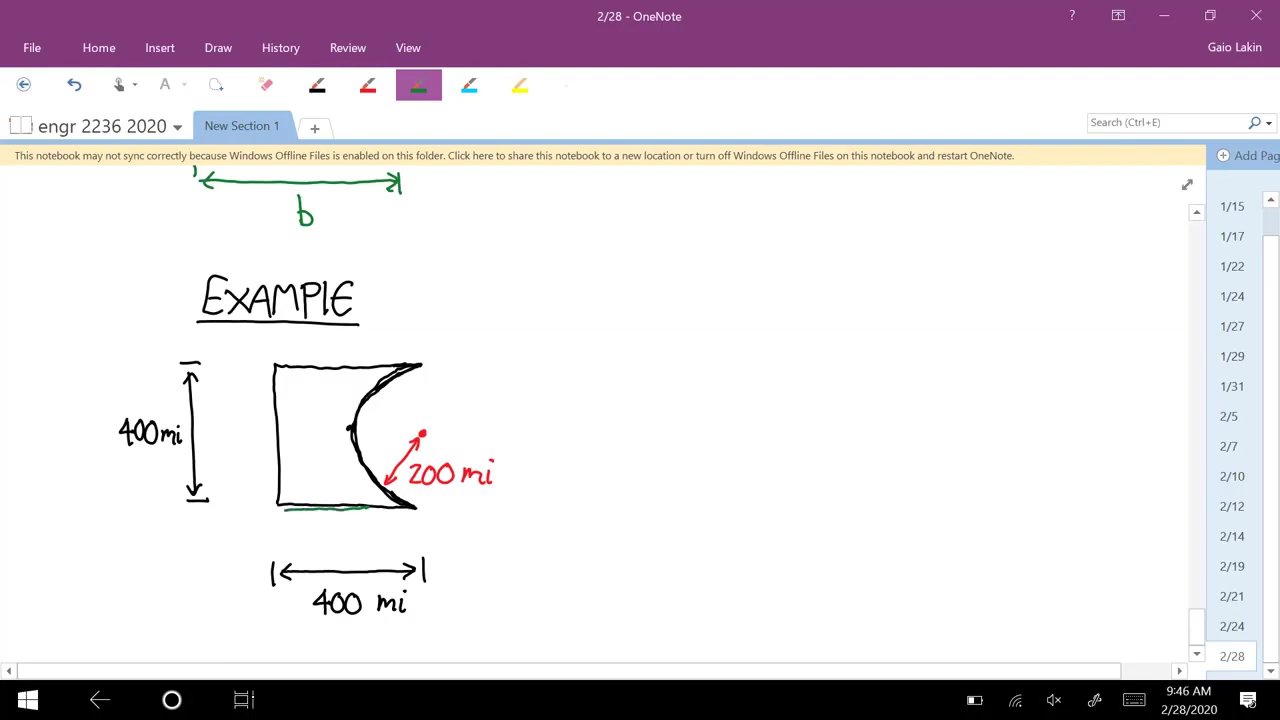 2/28 - OneNote
?
File Home Insert Draw History Review View
Gaio Lakin
A
engr 2236 2020
New Section 1
Search (Ctrl+E)
This notebook may not sync correctly because Windows Offline Files is enabled on this folder. Click here to share this notebook to a new location or turn off Windows Offline Files on this notebook and restart OneNote.
Add Pag
b
EXAMPLE
400 mi
200 mi
400 mi
1/15
1/17
1/22
1/24
1/27
1/29
1/31
2/5
2/7
2/10
2/12
2/14
2/19
2/21
2/24
2/28
9:46 AM
2/28/2020